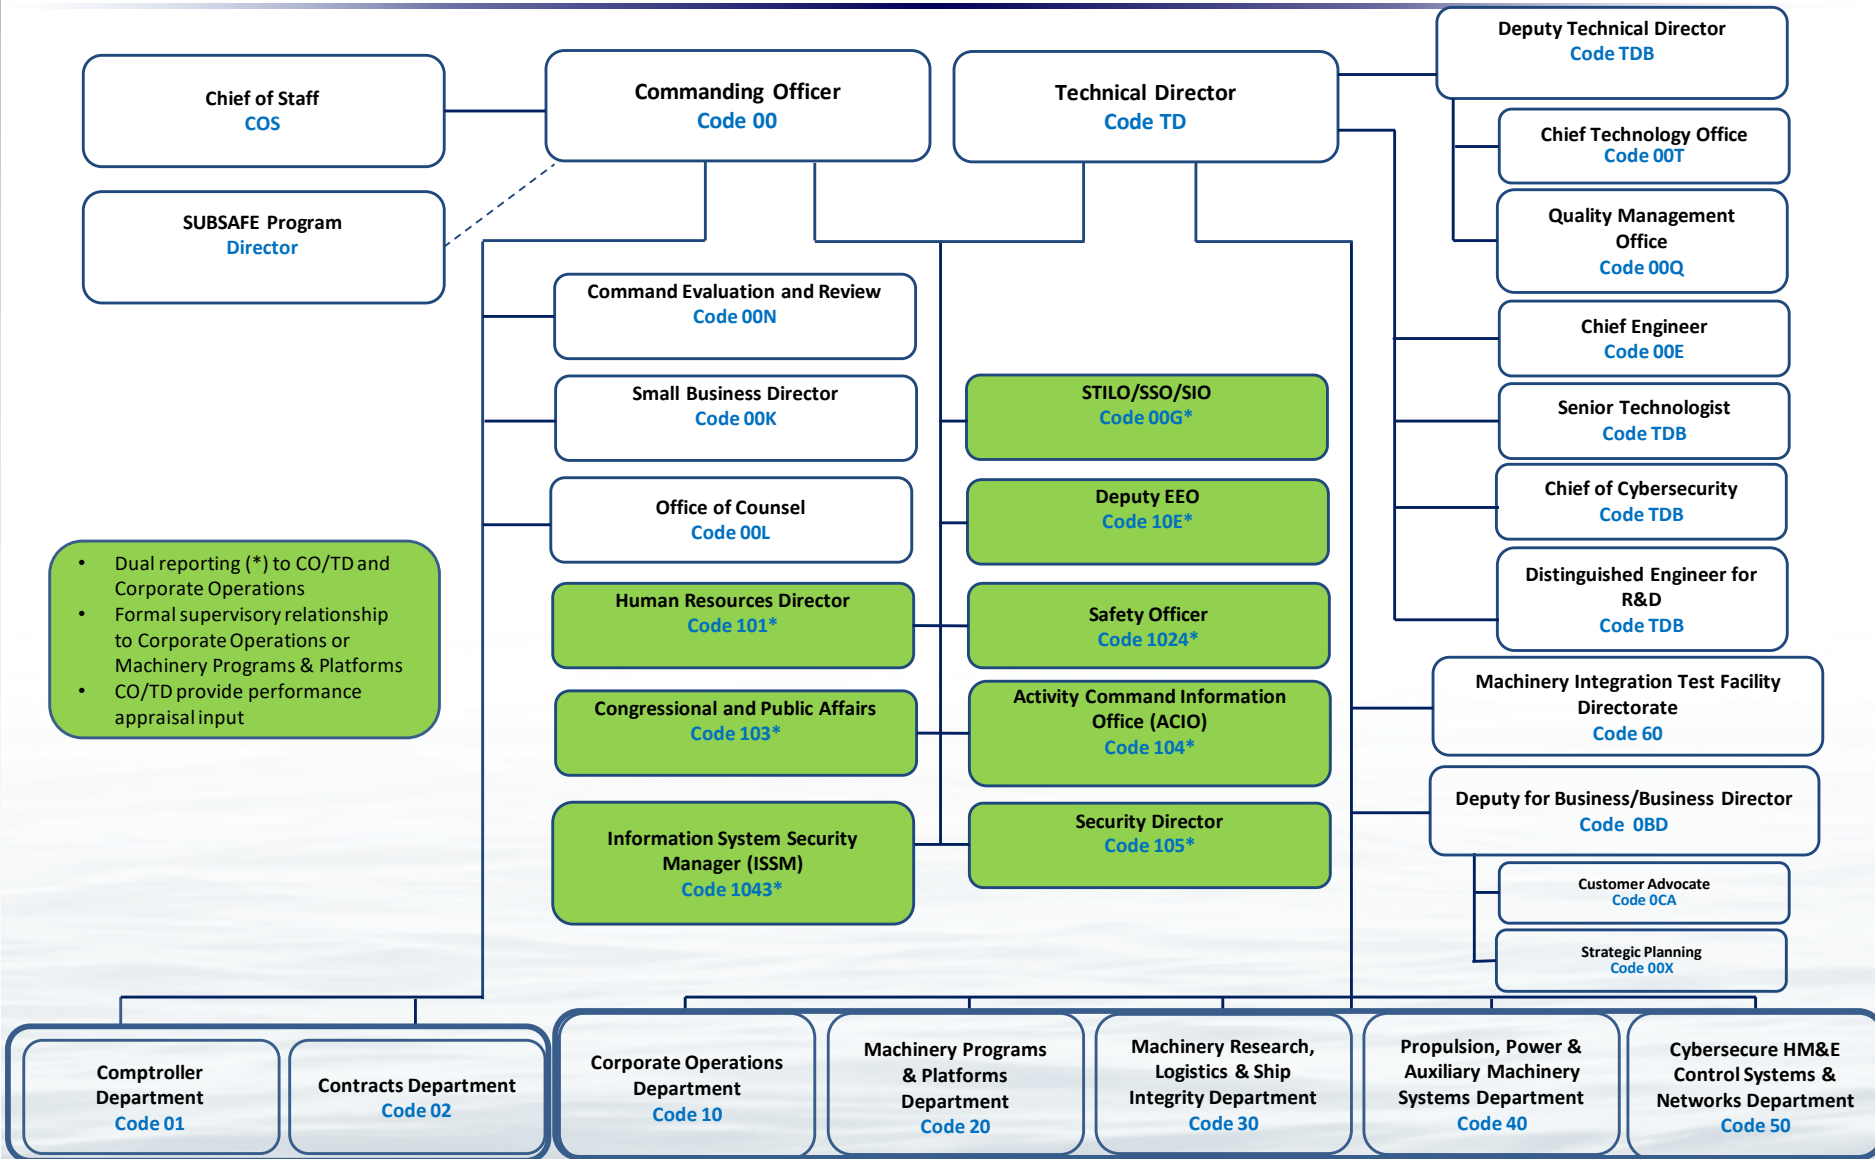 Chief of Staff
COS
SUBSAFE Program
Director
Commanding Officer
Code 00
Technical Director
Code TD
Deputy Technical Director
Code TDB
Chief Technology Office
Code 00T
Quality Management
Office
Code 00Q
Chief Engineer
Code 00E
Senior Technologist
Code TDB
Chief of Cybersecurity
Code TDB
Distinguished Engineer for
R&D
Code TDB
Command Evaluation and Review
Code 00N
Small Business Director
Code 00K
Office of Counsel
Code 00L
STILO/SSO/SIO
Code 00G*
Deputy EEO
Code 10E*
Human Resources Director
Code 101*
Safety Officer
Code 1024*
Congressional and Public Affairs
Code 103*
Activity Command Information
Office (ACIO)
Code 104*
Information System Security
Manager (ISSM)
Code 1043*
Security Director
Code 105*
• Dual reporting (*) to CO/TD and
Corporate Operations
• Formal supervisory relationship
to Corporate Operations or
Machinery Programs & Platforms
• CO/TD provide performance
appraisal input
Machinery Integration Test Facility
Directorate
Code 60
Deputy for Business/Business Director
Code 0BD
Customer Advocate
Code 0CA
Strategic Planning
Code 00X
Comptroller
Department
Code 01
Contracts Department
Code 02
Corporate Operations
Department
Code 10
Machinery Programs
& Platforms
Department
Code 20
Machinery Research,
Logistics & Ship
Integrity Department
Code 30
Propulsion, Power &
Auxiliary Machinery
Systems Department
Code 40
Cybersecure HM&E
Control Systems &
Networks Department
Code 50